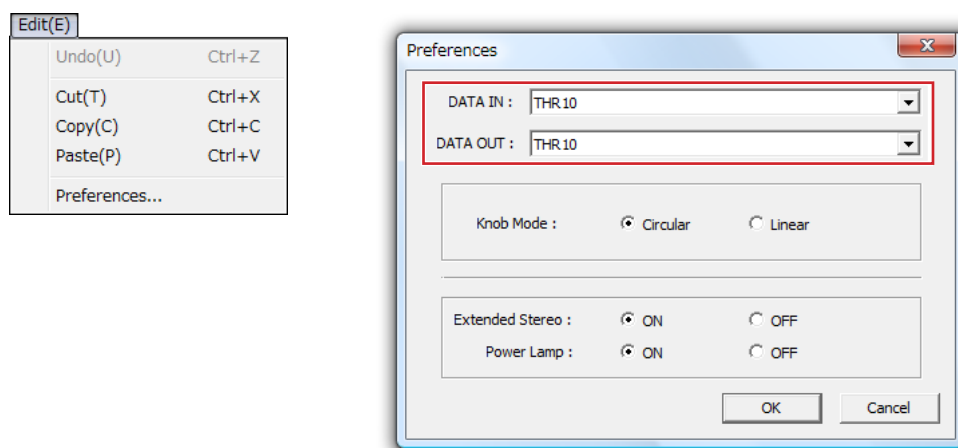 Edit(E)
Undo(U) Ctrl+Z
Cut(T) Ctrl+X
Copy(C) Ctrl+C
Paste(P) Ctrl+V
Preferences...
Preferences
DATA IN : THR10
DATA OUT : THR10
Knob Mode : Circular Linear
Extended Stereo : ON OFF
Power Lamp : ON OFF
OK Cancel